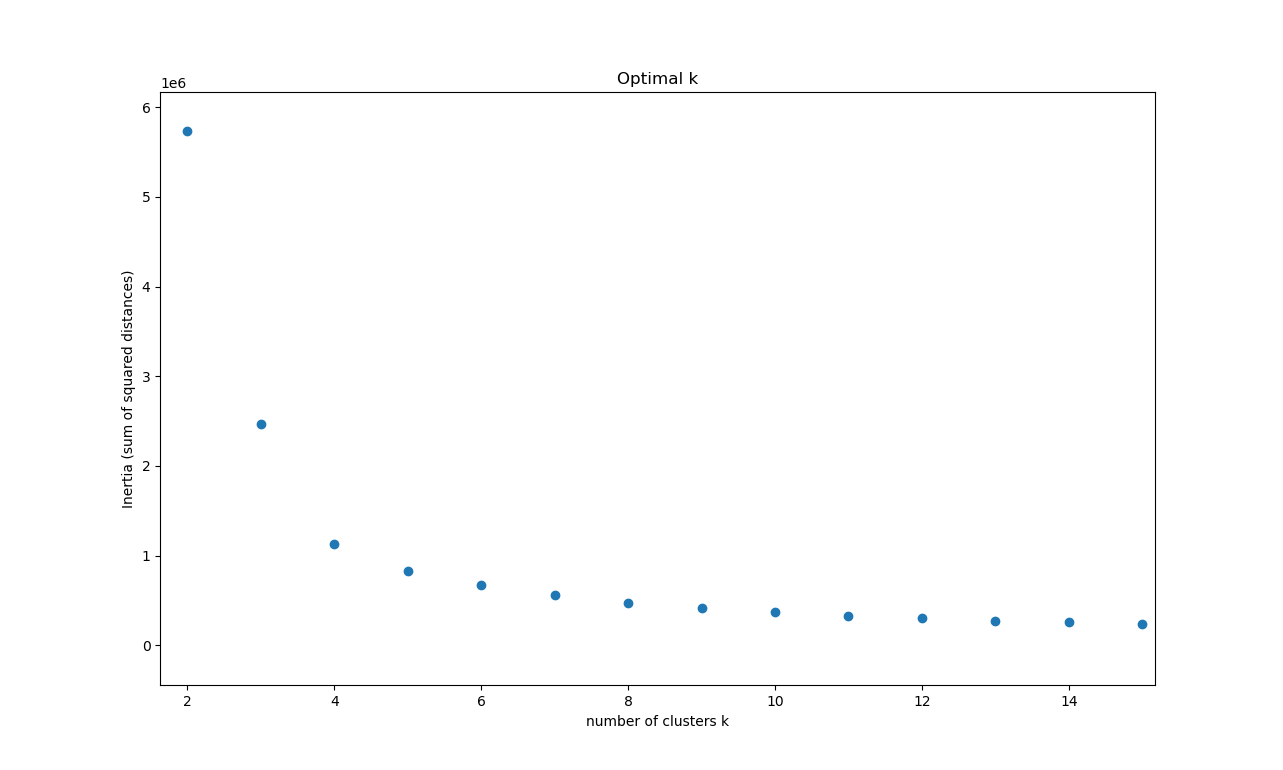 Optimal k
1e6
6
5
4
3
2
1
0
Inertia (sum of squared distances)
2 4 6 8 10 12 14
number of clusters k